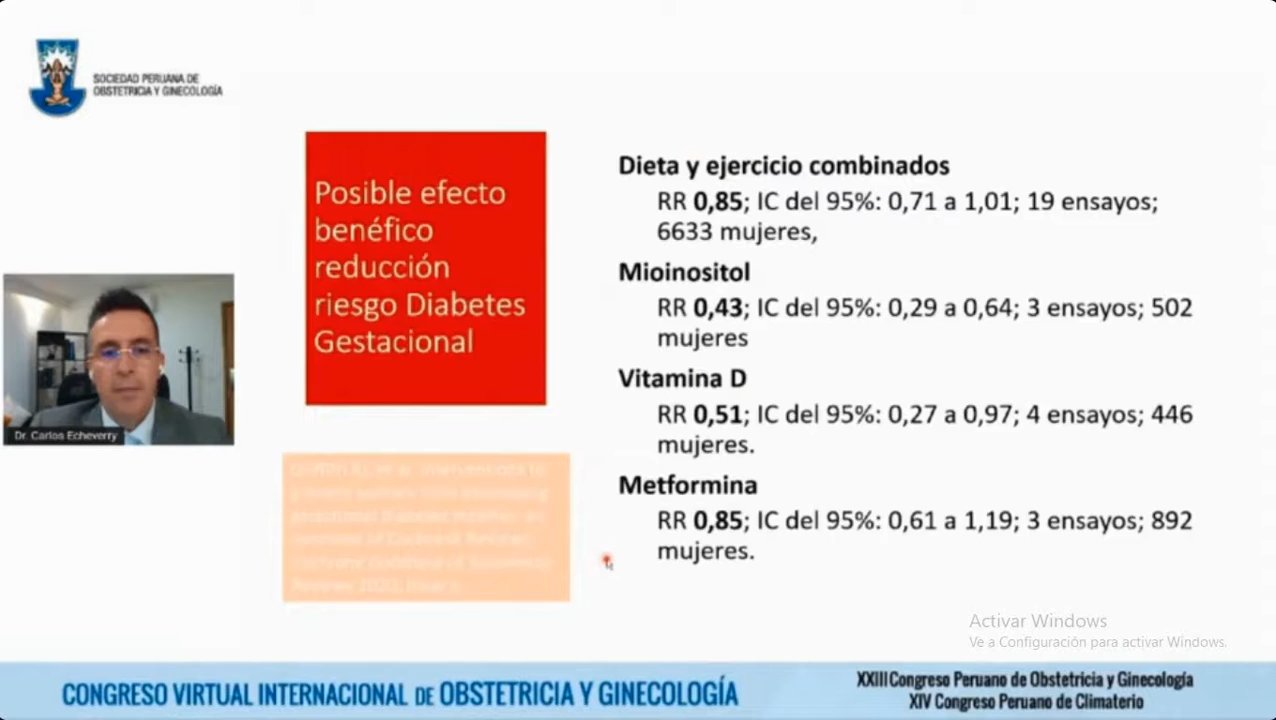 SOCIEDAD PERUANA DE
OBSTETRICIA Y GINECOLOGÍA
Posible efecto
benéfico
reducción
riesgo Diabetes
Gestacional
Dieta y ejercicio combinados
RR 0,85; IC del 95%: 0,71 a 1,01; 19 ensayos;
6633 mujeres,
Mioinositol
RR 0,43; IC del 95%: 0,29 a 0,64; 3 ensayos; 502
mujeres
Vitamina D
RR 0,51; IC del 95%: 0,27 a 0,97; 4 ensayos; 446
mujeres.
Metformina
RR 0,85; IC del 95%: 0,61 a 1,19; 3 ensayos; 892
mujeres.
Dr. Carlos Echeverry
Activar Windows
Ve a Configuración para activar Windows.
CONGRESO VIRTUAL INTERNACIONAL DE OBSTETRICIA Y GINECOLOGÍA
XXIII Congreso Peruano de Obstetricia y Ginecología
XIV Congreso Peruano de Climaterio